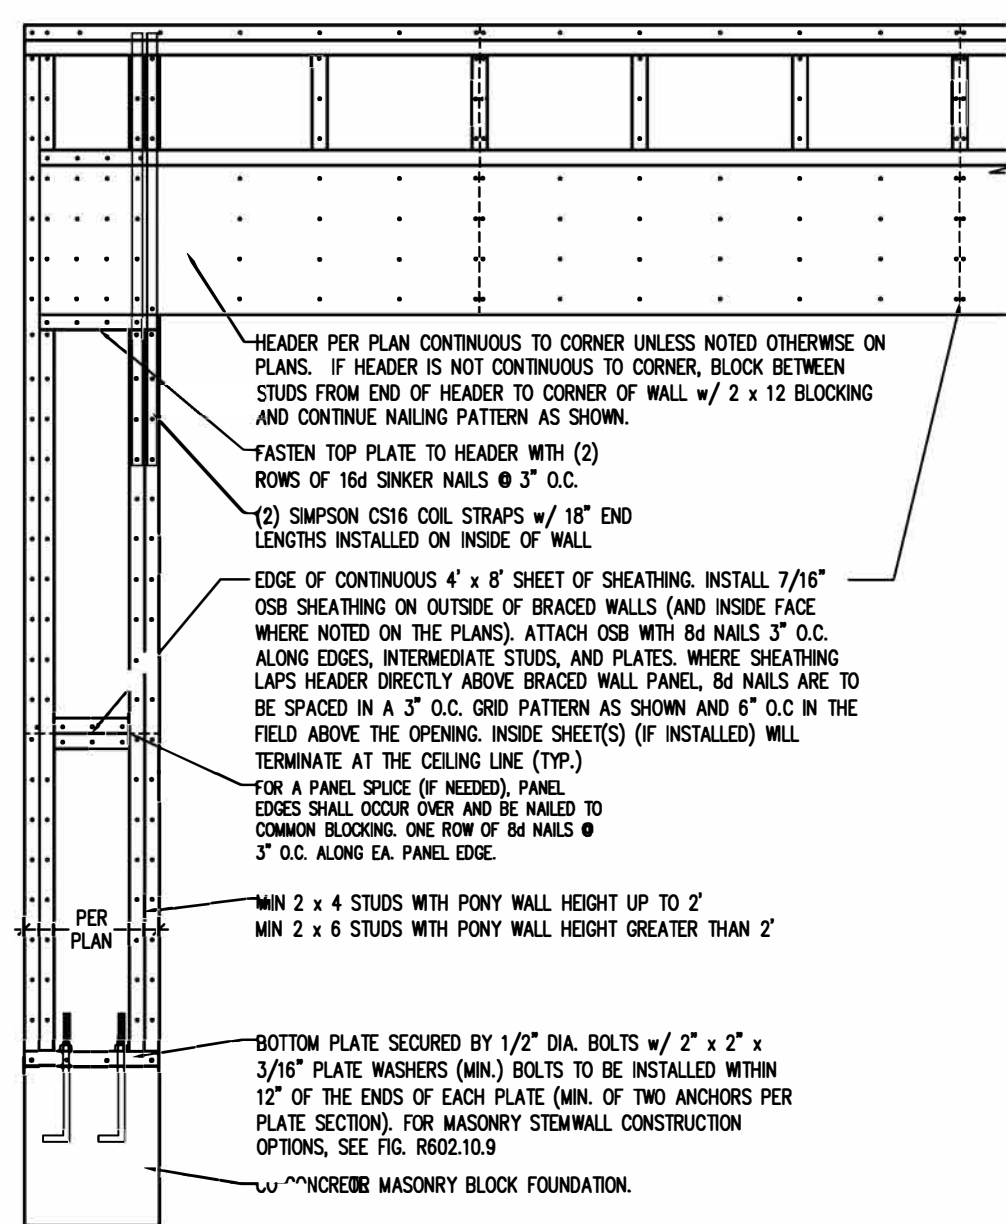 HEADER PER PLAN CONTINUOUS TO CORNER UNLESS NOTED OTHERWISE ON
PLANS. IF HEADER IS NOT CONTINUOUS TO CORNER, BLOCK BETWEEN
STUDS FROM END OF HEADER TO CORNER OF WALL w/ 2 x 12 BLOCKING
AND CONTINUE NAILING PATTERN AS SHOWN.
FASTEN TOP PLATE TO HEADER WITH (2)
ROWS OF 16d SINKER NAILS @ 3" O.C.
(2) SIMPSON CS16 COIL STRAPS w/ 18" END
LENGTHS INSTALLED ON INSIDE OF WALL
EDGE OF CONTINUOUS 4' x 8' SHEET OF SHEATHING. INSTALL 7/16"
OSB SHEATHING ON OUTSIDE OF BRACED WALLS (AND INSIDE FACE
WHERE NOTED ON THE PLANS). ATTACH OSB WITH 8d NAILS 3" O.C.
ALONG EDGES, INTERMEDIATE STUDS, AND PLATES. WHERE SHEATHING
LAPS HEADER DIRECTLY ABOVE BRACED WALL PANEL, 8d NAILS ARE TO
BE SPACED IN A 3" O.C. GRID PATTERN AS SHOWN AND 6" O.C IN THE
FIELD ABOVE THE OPENING. INSIDE SHEET(S) (IF INSTALLED) WILL
TERMINATE AT THE CEILING LINE (TYP.)
FOR A PANEL SPLICE (IF NEEDED), PANEL
EDGES SHALL OCCUR OVER AND BE NAILED TO
COMMON BLOCKING. ONE ROW OF 8d NAILS @
3" O.C. ALONG EA. PANEL EDGE.
MIN 2 x 4 STUDS WITH PONY WALL HEIGHT UP TO 2'
MIN 2 x 6 STUDS WITH PONY WALL HEIGHT GREATER THAN 2'
PER
PLAN
BOTTOM PLATE SECURED BY 1/2" DIA. BOLTS w/ 2" x 2" x
3/16" PLATE WASHERS (MIN.) BOLTS TO BE INSTALLED WITHIN
12" OF THE ENDS OF EACH PLATE (MIN. OF TWO ANCHORS PER
PLATE SECTION). FOR MASONRY STEMWALL CONSTRUCTION
OPTIONS, SEE FIG. R602.10.9
MASONRY BLOCK FOUNDATION.